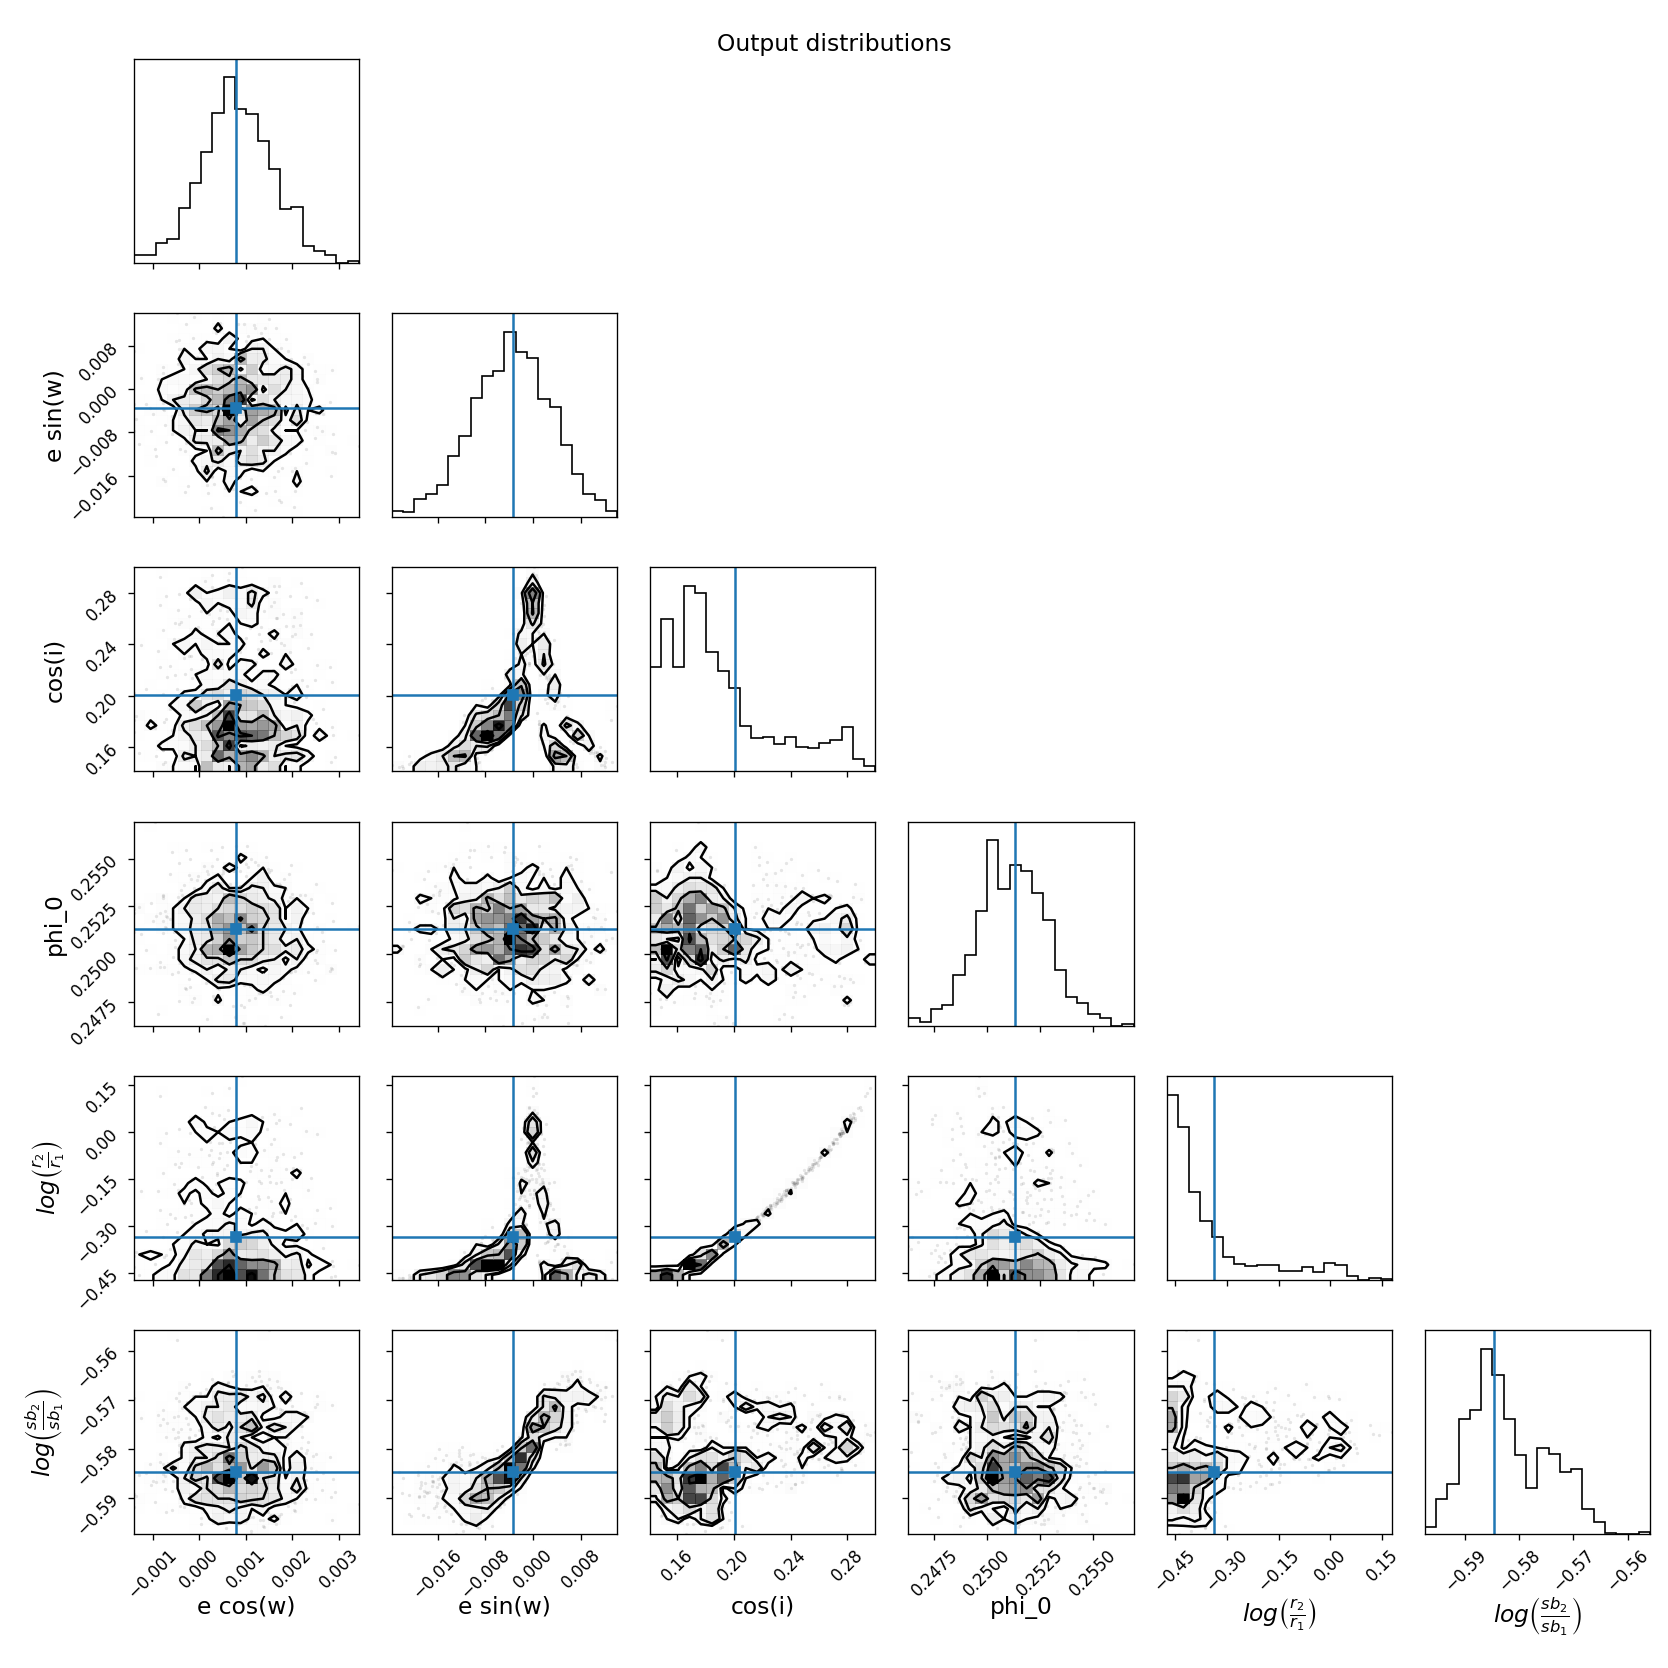 Output distributions
e sin(w)
0.008
0.000
−0.008
−0.016
cos(i)
0.28
0.24
0.20
0.16
phi_0
0.2550
0.2525
0.2500
0.2475
log(r₂/r₁)
0.15
0.00
−0.15
−0.30
−0.45
log(sb₂/sb₁)
−0.56
−0.57
−0.58
−0.59
−0.001 0.000 0.001 0.002 0.003
−0.016 −0.008 0.000 0.008
0.16 0.20 0.24 0.28
0.2475 0.2500 0.2525 0.2550
−0.45 −0.30 −0.15 0.00 0.15
−0.59 −0.58 −0.57 −0.56
e cos(w)
e sin(w)
cos(i)
phi_0
log(r₂/r₁)
log(sb₂/sb₁)